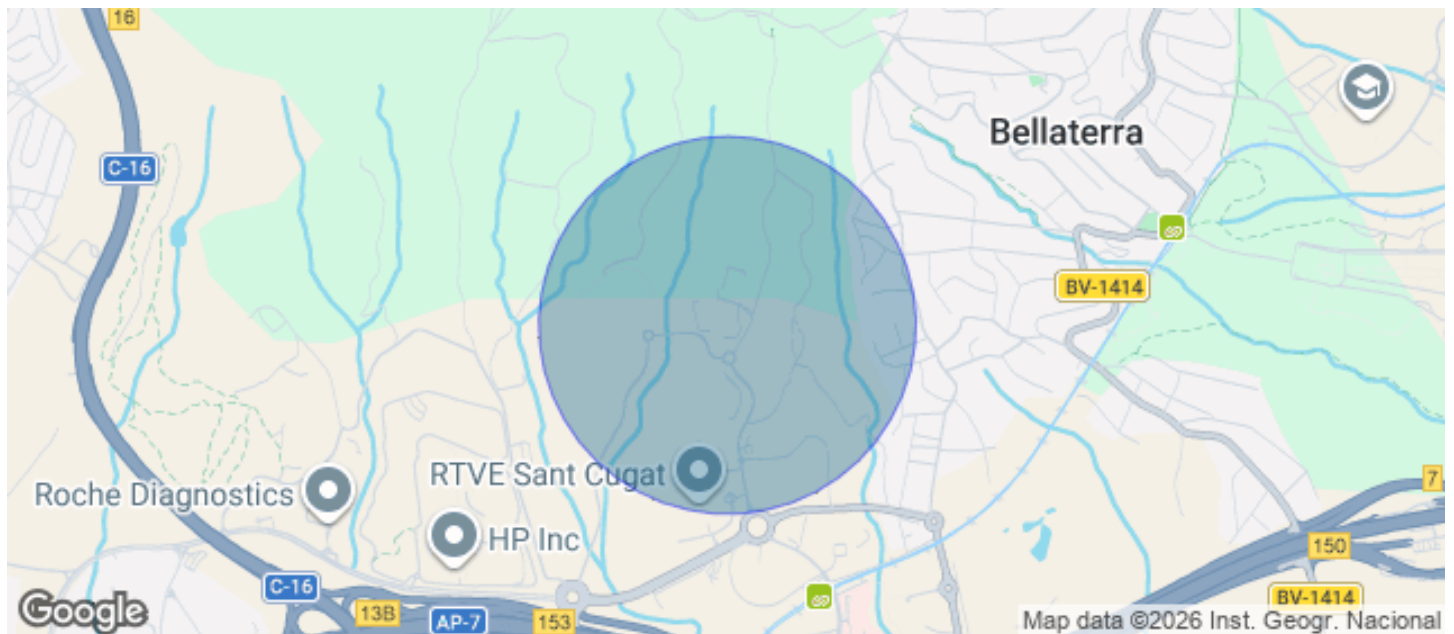 16
Bellaterra
C-16
BV-1414
RTVE Sant Cugat
Roche Diagnostics
HP Inc
7
150
C-16
13B
AP-7
153
BV-1414
Google
Map data ©2026 Inst. Geogr. Nacional